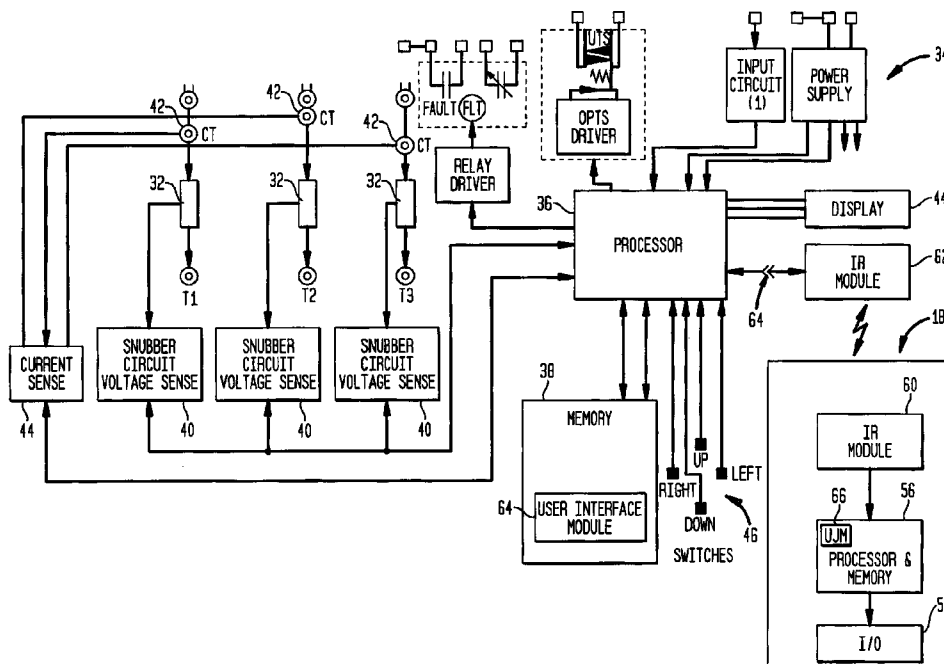 UTS
INPUT
CIRCUIT
(1)
POWER
SUPPLY
34
42
42
CT
CT
42
CT
FAULT
FLT
OPTS
DRIVER
RELAY
DRIVER
32
32
32
36
PROCESSOR
DISPLAY
44
IR
MODULE
62
64
T1
T2
T3
18
CURRENT
SENSE
44
SNUBBER
CIRCUIT
VOLTAGE SENSE
40
SNUBBER
CIRCUIT
VOLTAGE SENSE
40
SNUBBER
CIRCUIT
VOLTAGE SENSE
40
38
MEMORY
64
USER INTERFACE
MODULE
UP
RIGHT
LEFT
DOWN
46
SWITCHES
60
IR
MODULE
66
56
UJM
PROCESSOR &
MEMORY
I/O